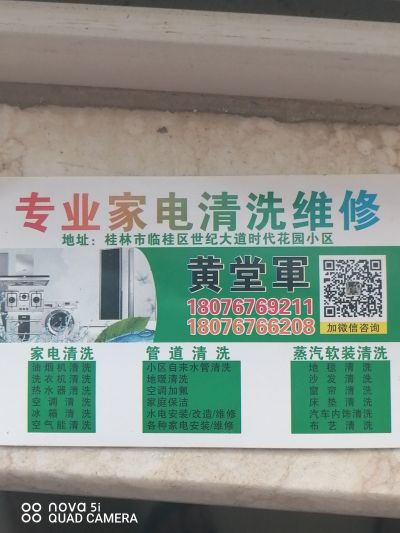 专业家电清洗维修
地址：桂林市临桂区世纪大道时代花园小区
黄堂軍
18076769211
18076766208
加微信咨询
家电清洗
油烟机清洗
洗衣机清洗
热水器清洗
空调清洗
冰箱清洗
空气能清洗
管道清洗
小区自来水管清洗
地暖清洗
空调加氟
家庭保洁
水电安装/改造/维修
各种家电安装/维修
蒸汽软装清洗
地毯清洗
沙发清洗
窗帘清洗
床垫清洗
汽车内饰清洗
布艺清洗
nova 5i
QUAD CAMERA